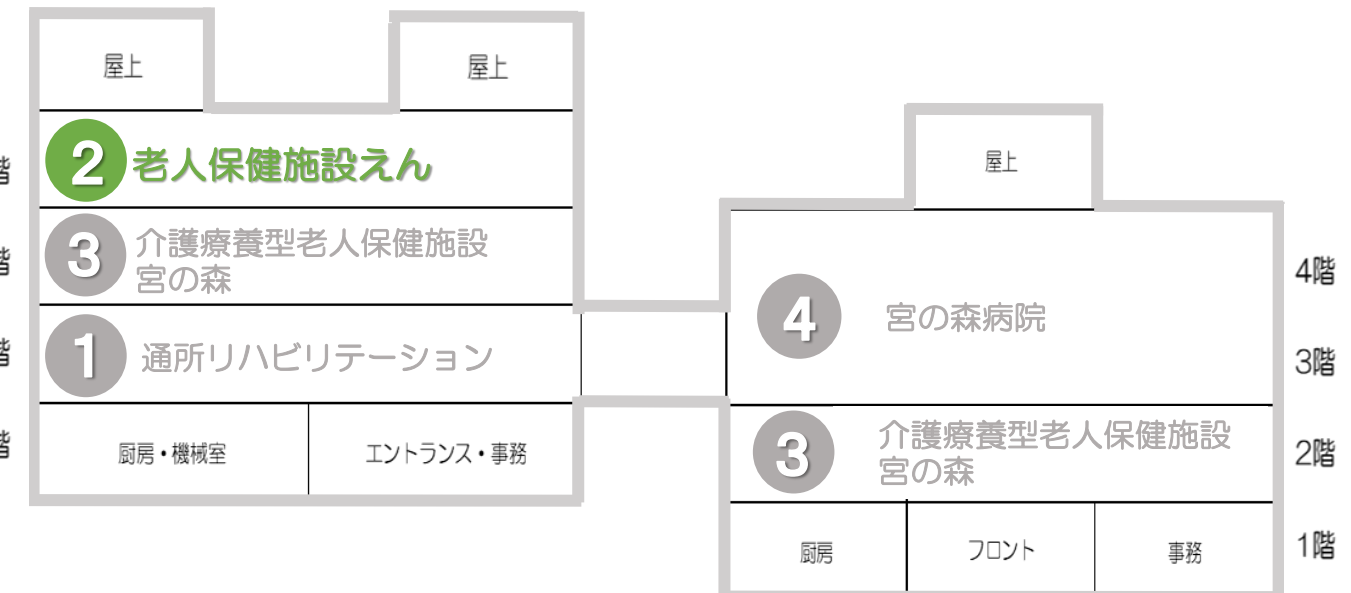 屋上
屋上
② 老人保健施設えん
階
③ 介護療養型老人保健施設
宮の森
階
① 通所リハビリテーション
階
厨房・機械室
エントランス・事務
階
屋上
④ 宮の森病院
4階
3階
③ 介護療養型老人保健施設
宮の森
2階
厨房
フロント
事務
1階